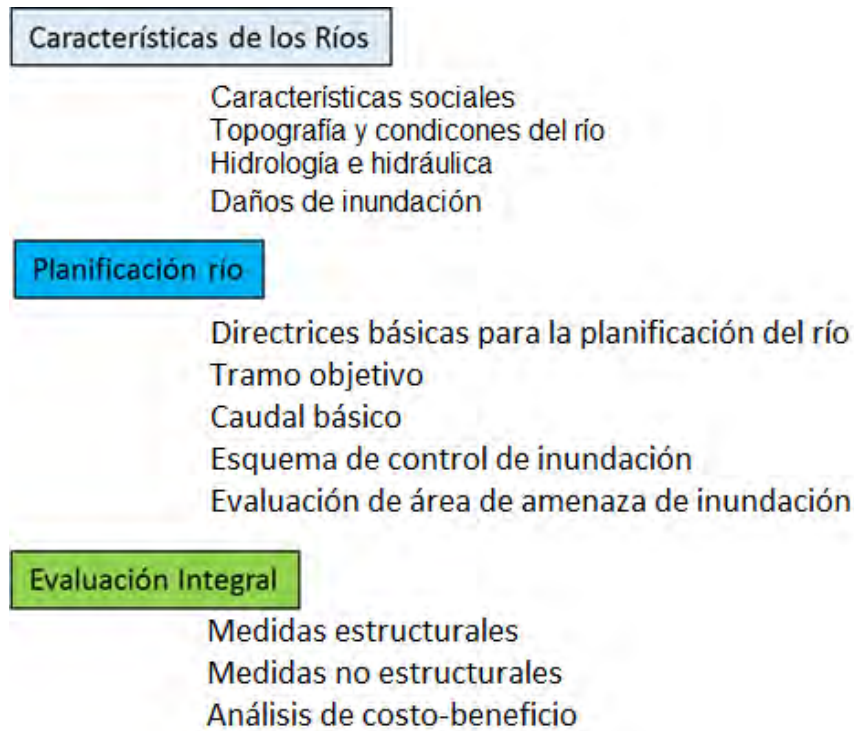 Características de los Ríos
Características sociales
Topografía y condicones del río
Hidrología e hidráulica
Daños de inundación
Planificación río
Directrices básicas para la planificación del río
Tramo objetivo
Caudal básico
Esquema de control de inundación
Evaluación de área de amenaza de inundación
Evaluación Integral
Medidas estructurales
Medidas no estructurales
Análisis de costo-beneficio